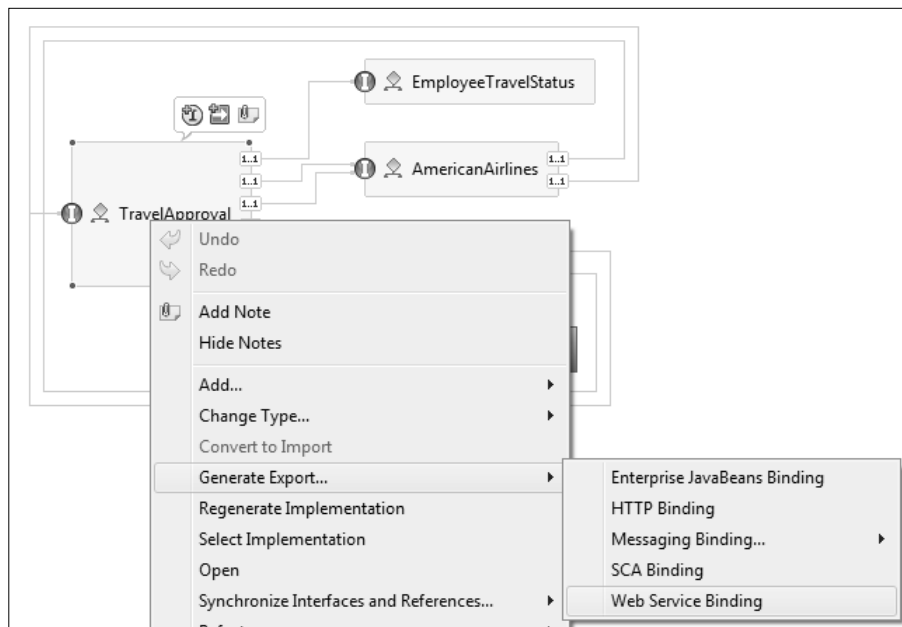 EmployeeTravelStatus
1..1
1..1
AmericanAirlines
1..1
1..1
1..1
TravelApproval
Undo
Redo
Add Note
Hide Notes
Add...
Change Type...
Convert to Import
Generate Export...
Enterprise JavaBeans Binding
Regenerate Implementation
HTTP Binding
Select Implementation
Messaging Binding...
Open
SCA Binding
Synchronize Interfaces and References...
Web Service Binding